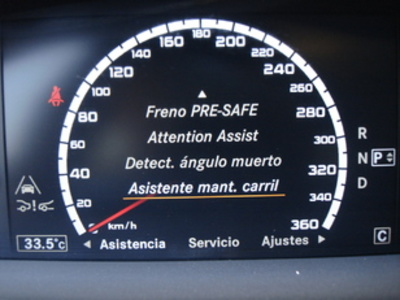 160
180
200
140
220
120
240
100
260
80
280
60
300
40
320
20
340
360
km/h
Freno PRE-SAFE
Attention Assist
Detect. ángulo muerto
Asistente mant. carril
R
N
P
D
33.5°C
Asistencia
Servicio
Ajustes
C